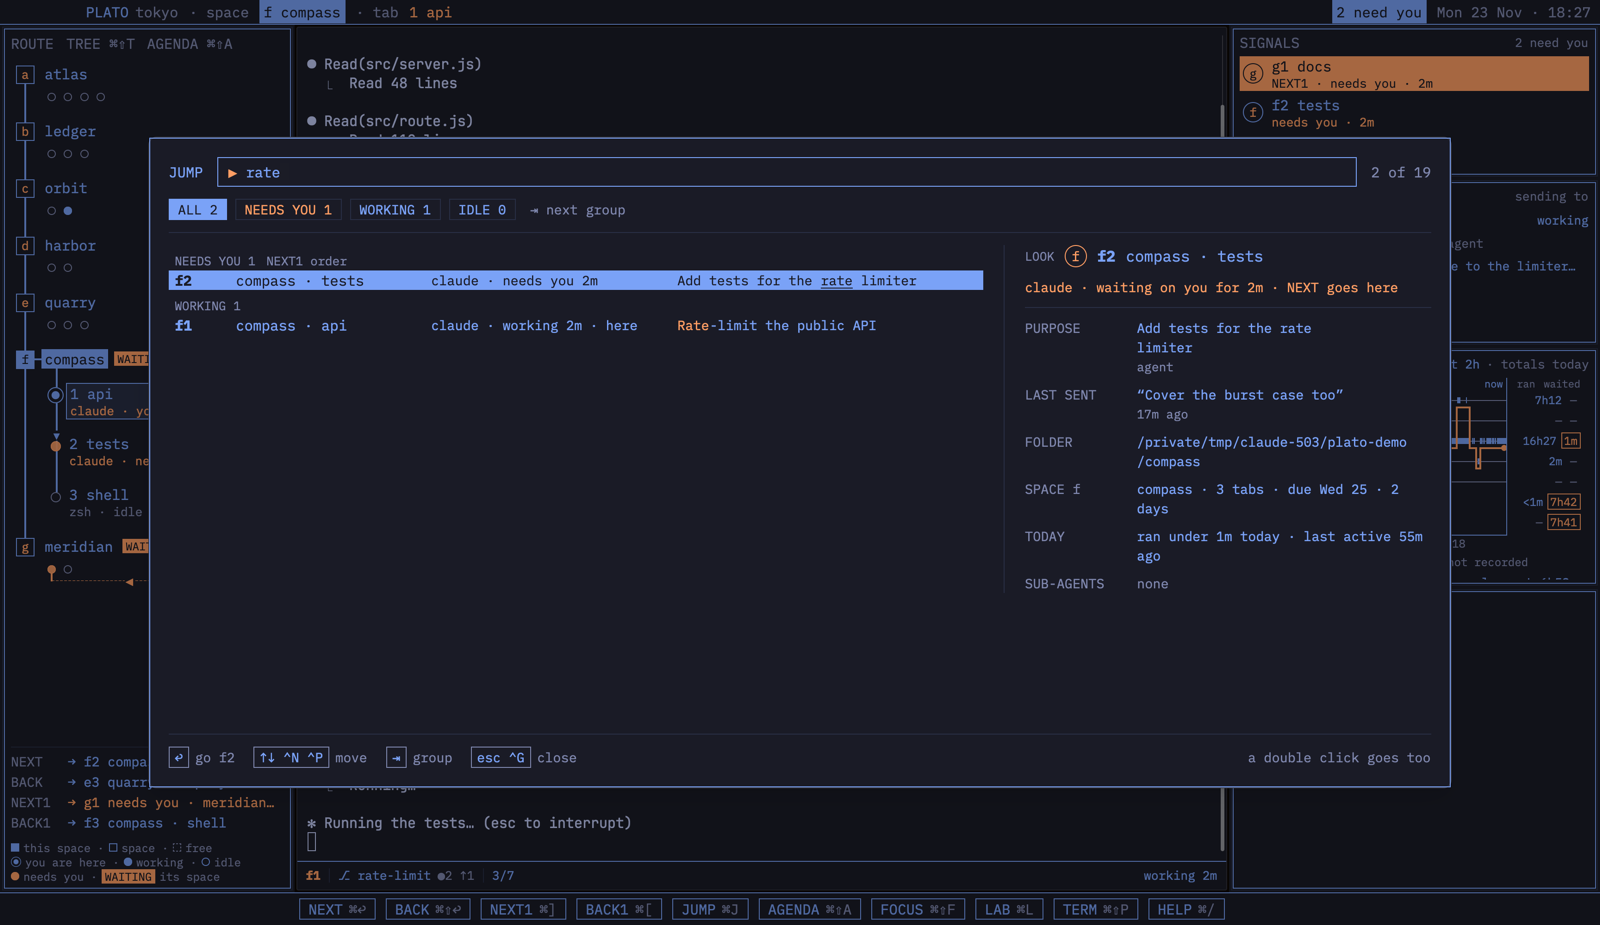 PLATO tokyo · space f compass · tab 1 api
2 need you Mon 23 Nov · 18:27
ROUTE TREE ⌘⇧T AGENDA ⌘⇧A
a atlas
b ledger
c orbit
d harbor
e quarry
f compass WAITI
1 api
claude · yo
2 tests
claude · ne
3 shell
zsh · idle
g meridian WAI
NEXT → f2 compa
BACK → e3 quarr
NEXT1 → g1 needs you · meridian…
BACK1 → f3 compass · shell
this space · space · free
you are here · working · idle
needs you · WAITING its space
Read(src/server.js)
Read 48 lines
Read(src/route.js)
SIGNALS 2 need you
g g1 docs
NEXT1 · needs you · 2m
f f2 tests
needs you · 2m
sending to
working
gent
e to the limiter…
t 2h · totals today
now ran waited
7h12 —
— —
16h27 1m
2m —
— —
<1m 7h42
— 7h41
18
not recorded
JUMP ▶ rate 2 of 19
ALL 2 NEEDS YOU 1 WORKING 1 IDLE 0 ⇥ next group
NEEDS YOU 1 NEXT1 order
f2 compass · tests claude · needs you 2m Add tests for the rate limiter
WORKING 1
f1 compass · api claude · working 2m · here Rate-limit the public API
LOOK f f2 compass · tests
claude · waiting on you for 2m · NEXT goes here
PURPOSE Add tests for the rate
limiter
agent
LAST SENT “Cover the burst case too”
17m ago
FOLDER /private/tmp/claude-503/plato-demo
/compass
SPACE f compass · 3 tabs · due Wed 25 · 2
days
TODAY ran under 1m today · last active 55m
ago
SUB-AGENTS none
↩ go f2 ↑↓ ^N ^P move ⇥ group esc ^G close
a double click goes too
✻ Running the tests… (esc to interrupt)
f1 rate-limit ●2 ↑1 3/7 working 2m
NEXT ⌘↩ BACK ⌘⇧↩ NEXT1 ⌘] BACK1 ⌘[ JUMP ⌘J AGENDA ⌘⇧A FOCUS ⌘⇧F LAB ⌘L TERM ⌘⇧P HELP ⌘/